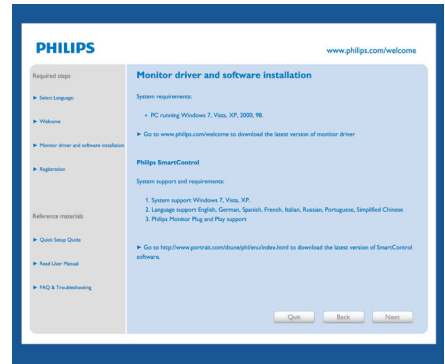 PHILIPS
www.philips.com/welcome
Required steps
► Select Language
► Welcome
► Monitor driver and software installation
► Registration
Reference materials
► Quick Setup Guide
► Read User Manual
► FAQ & Troubleshooting
Monitor driver and software installation
System requirements:
• PC running Windows 7, Vista, XP, 2000, 98.
► Go to www.philips.com/welcome to download the latest version of monitor driver
Philips SmartControl
System support and requirements:
1. System support Windows 7, Vista, XP.
2. Language support English, German, Spanish, French, Italian, Russian, Portuguese, Simplified Chinese
3. Philips Monitor Plug and Play support
► Go to http://www.portrait.com/dtune/phl/enu/index.html to download the latest version of SmartControl
software.
Quit
Back
Next